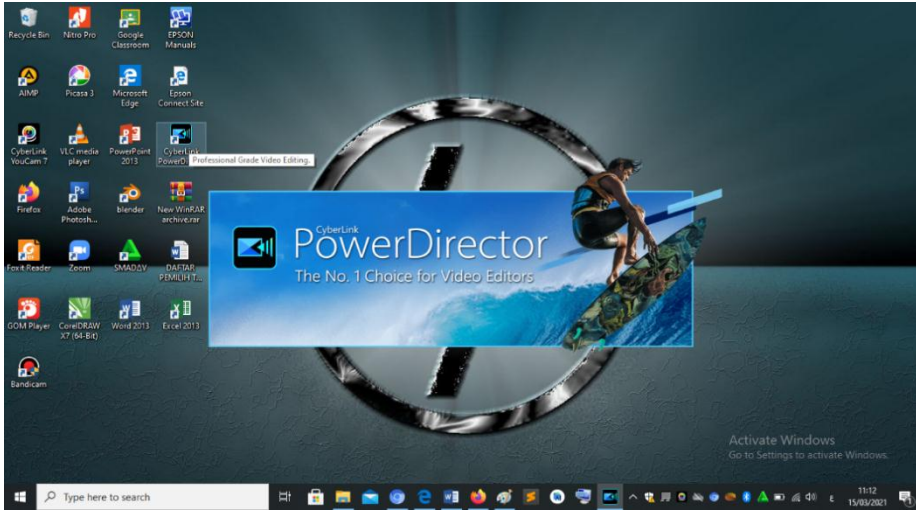 Recycle Bin
Nitro Pro
Google
Classroom
EPSON
Manuals
AIMP
Picasa 3
Microsoft
Edge
Epson
Connect Site
CyberLink
YouCam 7
VLC media
player
PowerPoint
2013
CyberLink
PowerD...
Professional Grade Video Editing.
Firefox
Adobe
Photosh...
blender
New WinRAR
archive.rar
Foxit Reader
Zoom
SMADΔV
DAFTAR
PEMILIH T...
GOM Player
CorelDRAW
X7 (64-Bit)
Word 2013
Excel 2013
Bandicam
CyberLink
PowerDirector
The No. 1 Choice for Video Editors
Activate Windows
Go to Settings to activate Windows.
Type here to search
11:12
15/03/2021